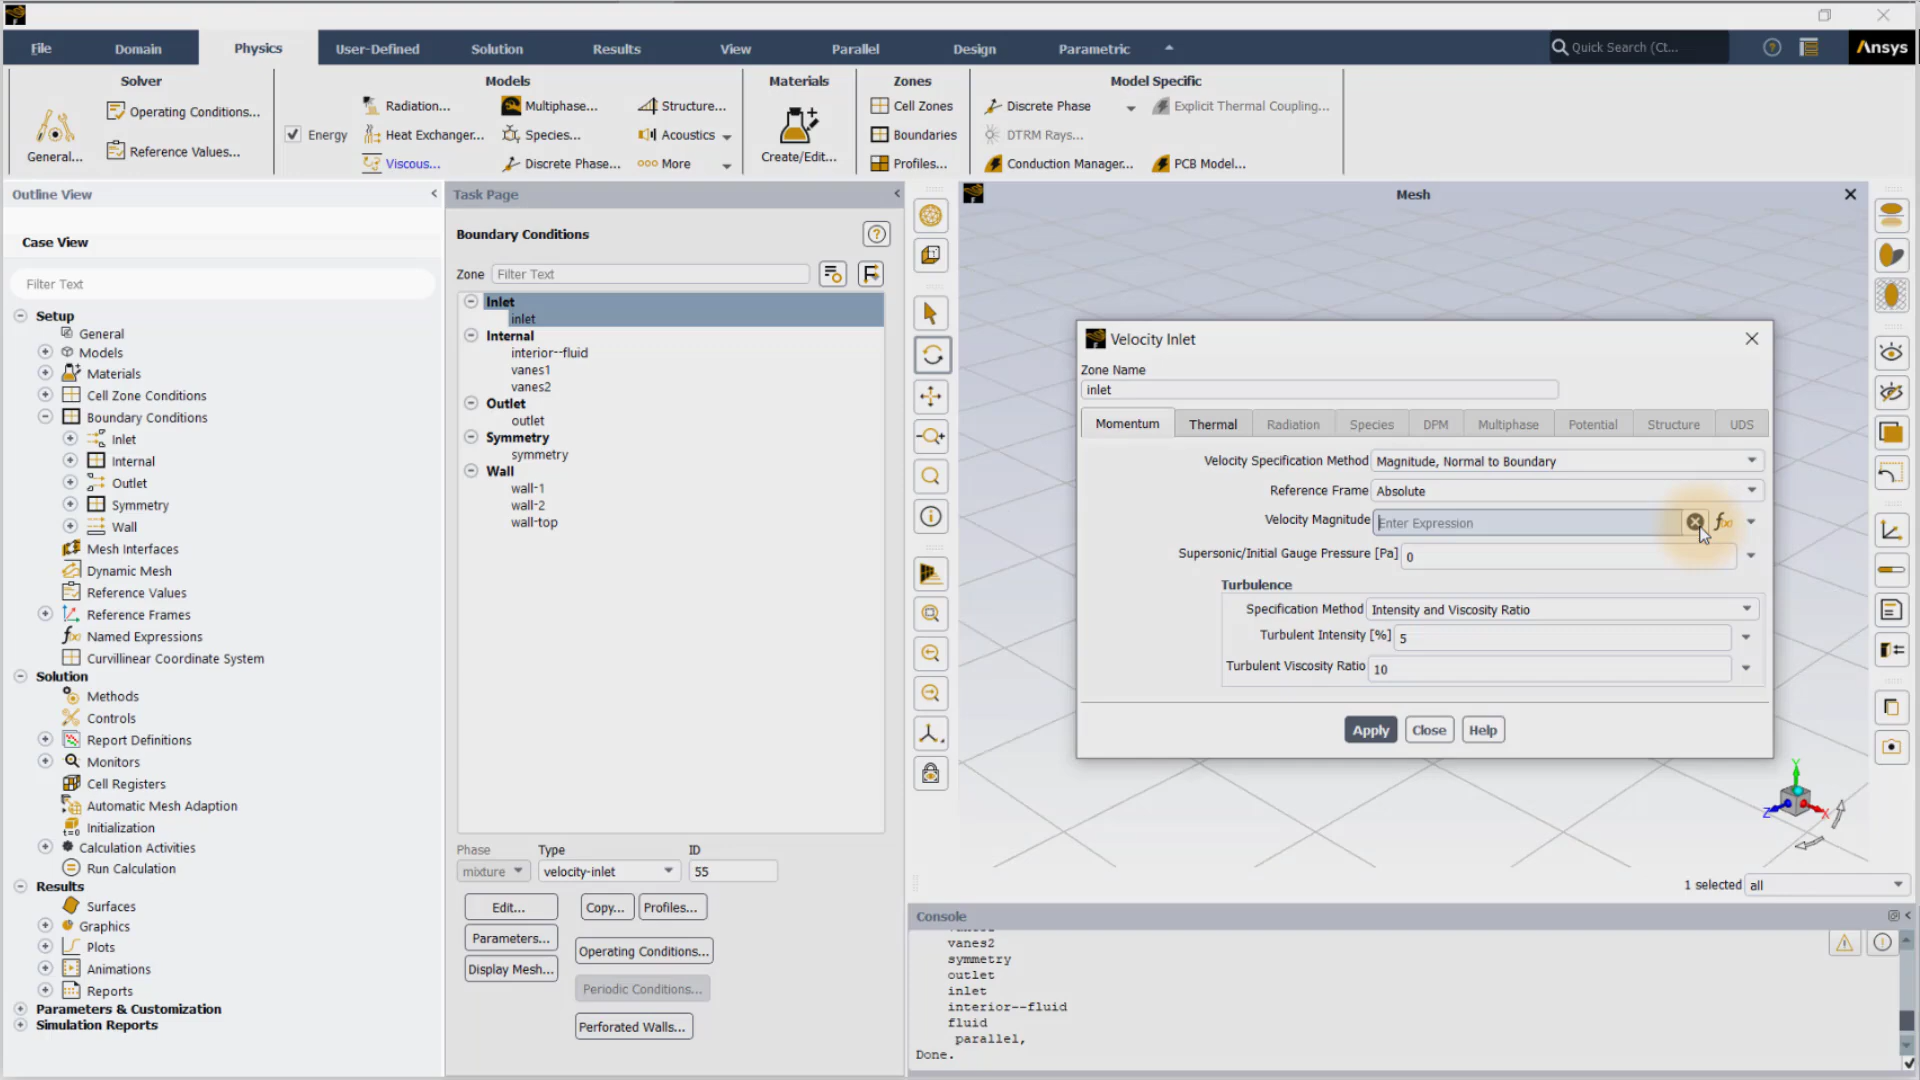 File
Domain
Physics
User-Defined
Solution
Results
View
Parallel
Design
Parametric
Quick Search (Ct...
Ansys
Solver
General...
Operating Conditions...
Reference Values...
Models
Energy
Radiation...
Heat Exchanger...
Viscous...
Multiphase...
Species...
Discrete Phase...
Structure...
Acoustics
More
Materials
Create/Edit...
Zones
Cell Zones
Boundaries
Profiles...
Model Specific
Discrete Phase
DTRM Rays...
Conduction Manager...
Explicit Thermal Coupling...
PCB Model...
Outline View
Case View
Filter Text
Setup
General
Models
Materials
Cell Zone Conditions
Boundary Conditions
Inlet
Internal
Outlet
Symmetry
Wall
Mesh Interfaces
Dynamic Mesh
Reference Values
Reference Frames
Named Expressions
Curvillinear Coordinate System
Solution
Methods
Controls
Report Definitions
Monitors
Cell Registers
Automatic Mesh Adaption
Initialization
Calculation Activities
Run Calculation
Results
Surfaces
Graphics
Plots
Animations
Reports
Parameters & Customization
Simulation Reports
Task Page
Boundary Conditions
Zone Filter Text
Inlet
inlet
Internal
interior--fluid
vanes1
vanes2
Outlet
outlet
Symmetry
symmetry
Wall
wall-1
wall-2
wall-top
Phase Type ID
mixture velocity-inlet 55
Edit... Copy... Profiles...
Parameters... Operating Conditions...
Display Mesh... Periodic Conditions...
Perforated Walls...
Mesh
Velocity Inlet
Zone Name
inlet
Momentum Thermal Radiation Species DPM Multiphase Potential Structure UDS
Velocity Specification Method Magnitude, Normal to Boundary
Reference Frame Absolute
Velocity Magnitude Enter Expression
Supersonic/Initial Gauge Pressure [Pa] 0
Turbulence
Specification Method Intensity and Viscosity Ratio
Turbulent Intensity [%] 5
Turbulent Viscosity Ratio 10
Apply Close Help
Y
Z
X
1 selected all
Console
vanes2
symmetry
outlet
inlet
interior--fluid
fluid
parallel,
Done.